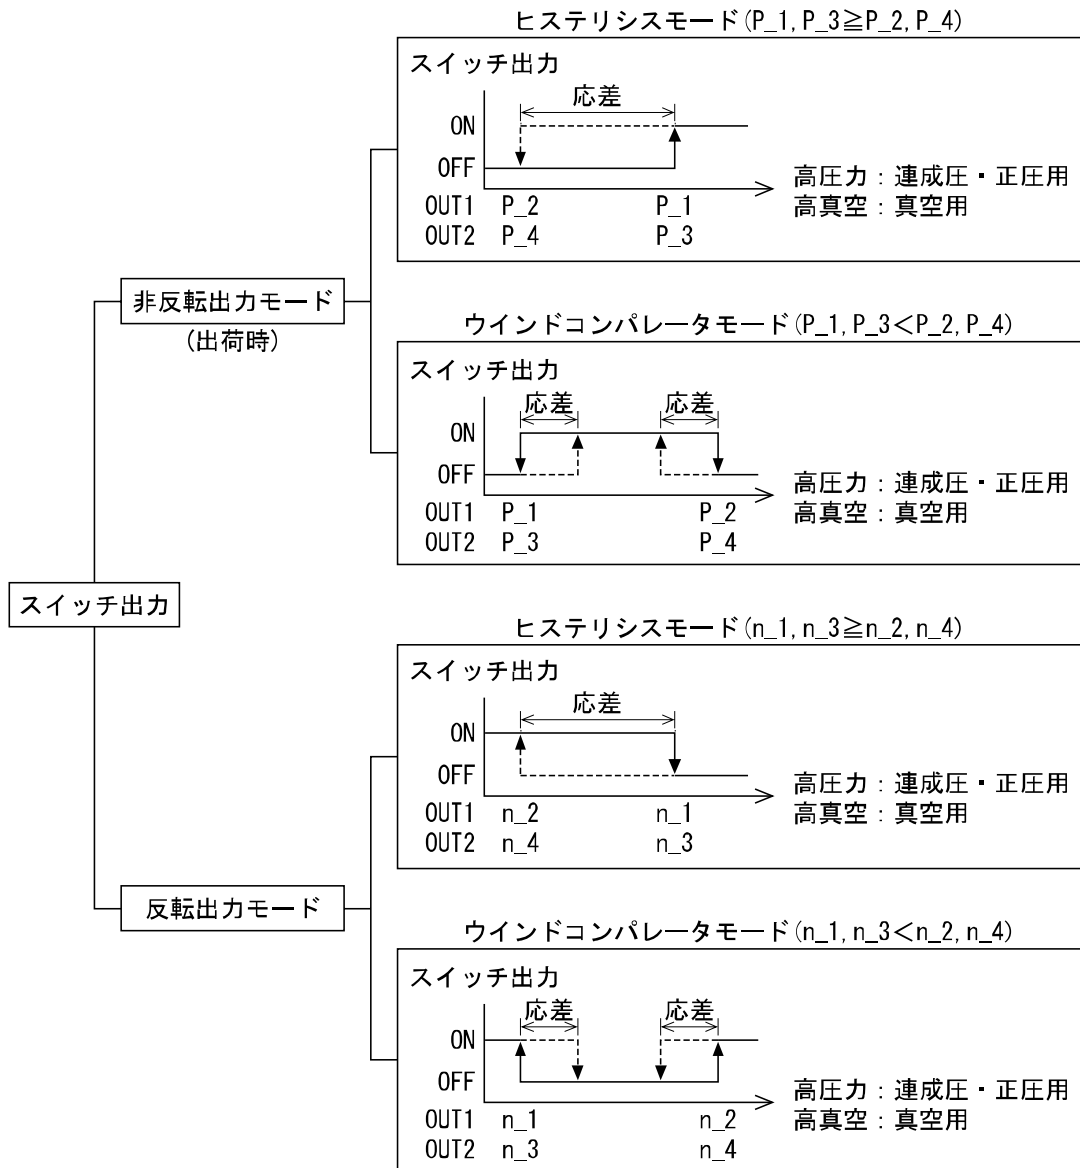 ヒステリシスモード(P_1, P_3≧P_2, P_4)
スイッチ出力
応差
ON
OFF
OUT1 P_2 P_1
OUT2 P_4 P_3
高圧力：連成圧・正圧用
高真空：真空用
非反転出力モード
(出荷時)
ウインドコンパレータモード(P_1, P_3＜P_2, P_4)
スイッチ出力
応差 応差
ON
OFF
OUT1 P_1 P_2
OUT2 P_3 P_4
高圧力：連成圧・正圧用
高真空：真空用
スイッチ出力
ヒステリシスモード(n_1, n_3≧n_2, n_4)
スイッチ出力
応差
ON
OFF
OUT1 n_2 n_1
OUT2 n_4 n_3
高圧力：連成圧・正圧用
高真空：真空用
反転出力モード
ウインドコンパレータモード(n_1, n_3＜n_2, n_4)
スイッチ出力
応差 応差
ON
OFF
OUT1 n_1 n_2
OUT2 n_3 n_4
高圧力：連成圧・正圧用
高真空：真空用